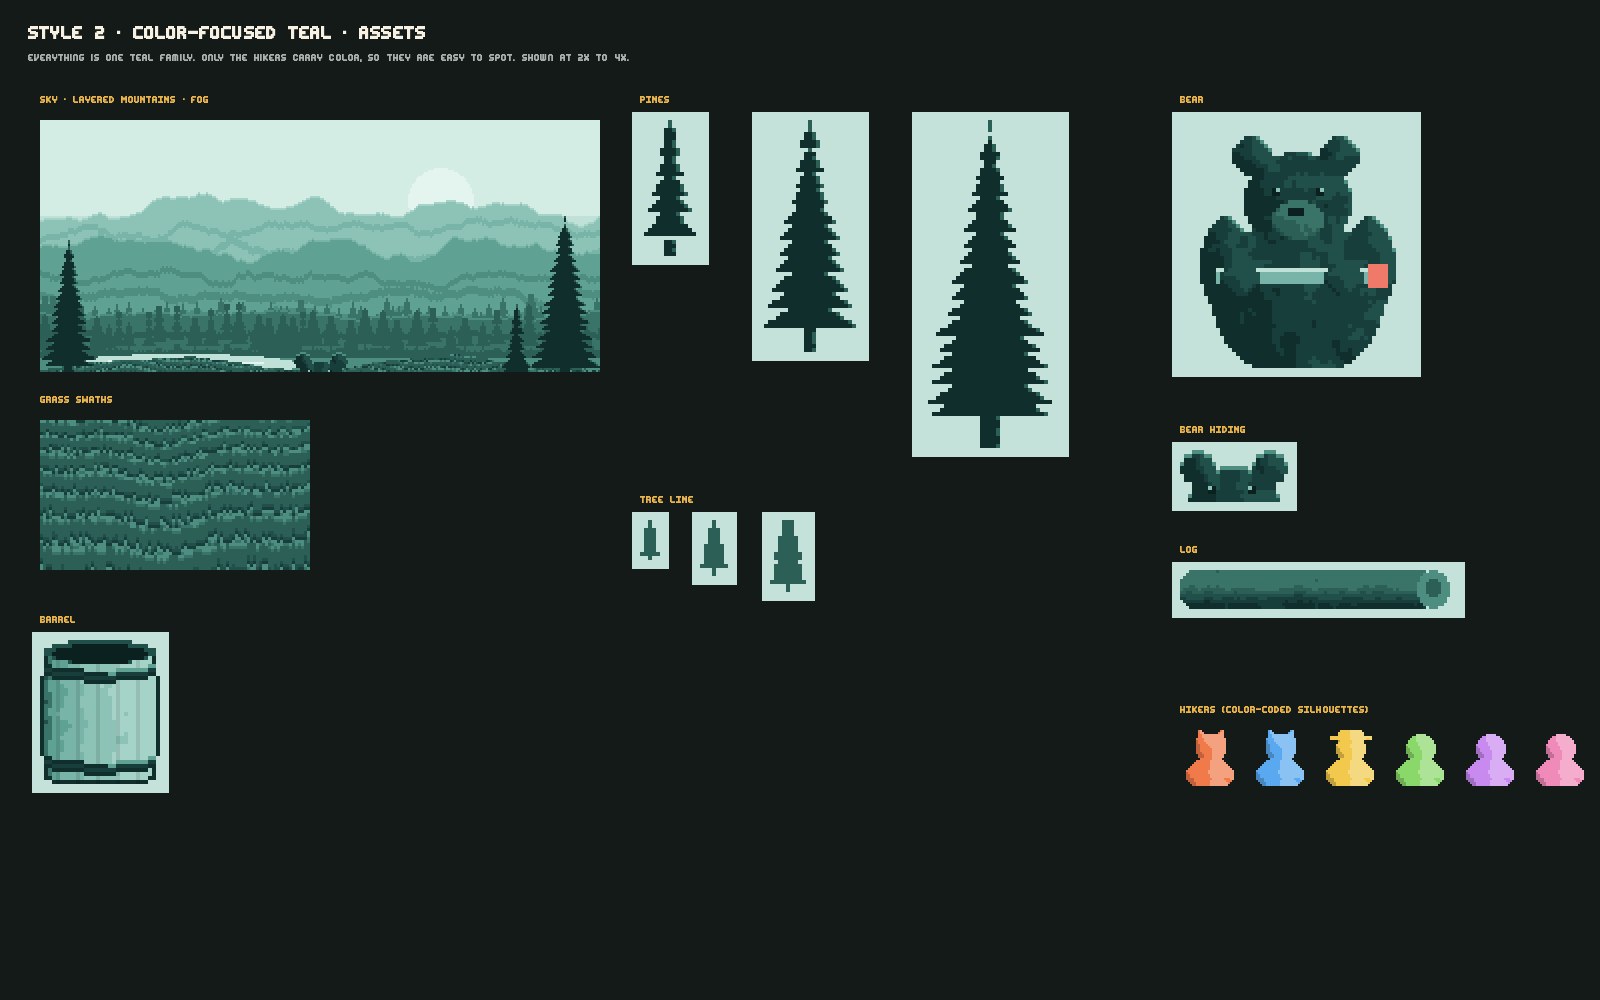 STYLE 2 · COLOR-FOCUSED TEAL · ASSETS
EVERYTHING IS ONE TEAL FAMILY. ONLY THE HIKERS CARRY COLOR, SO THEY ARE EASY TO SPOT. SHOWN AT 2X TO 4X.
SKY · LAYERED MOUNTAINS · FOG
PINES
BEAR
GRASS SWATHS
BEAR HIDING
TREE LINE
LOG
BARREL
HIKERS (COLOR-CODED SILHOUETTES)